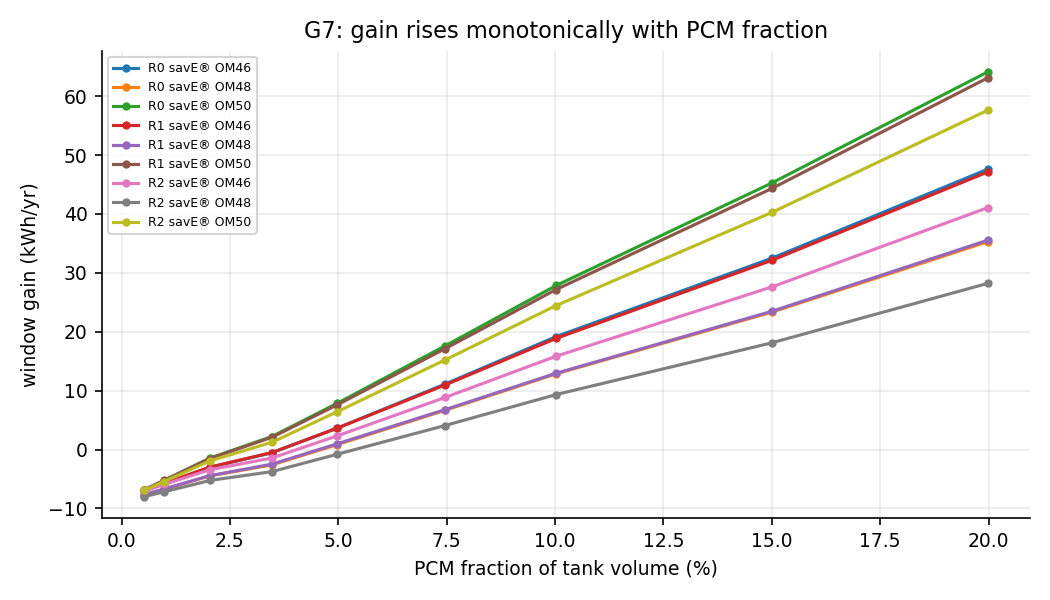 G7: gain rises monotonically with PCM fraction
R0 savE® OM46
R0 savE® OM48
R0 savE® OM50
R1 savE® OM46
R1 savE® OM48
R1 savE® OM50
R2 savE® OM46
R2 savE® OM48
R2 savE® OM50
window gain (kWh/yr)
60
50
40
30
20
10
0
−10
0.0 2.5 5.0 7.5 10.0 12.5 15.0 17.5 20.0
PCM fraction of tank volume (%)